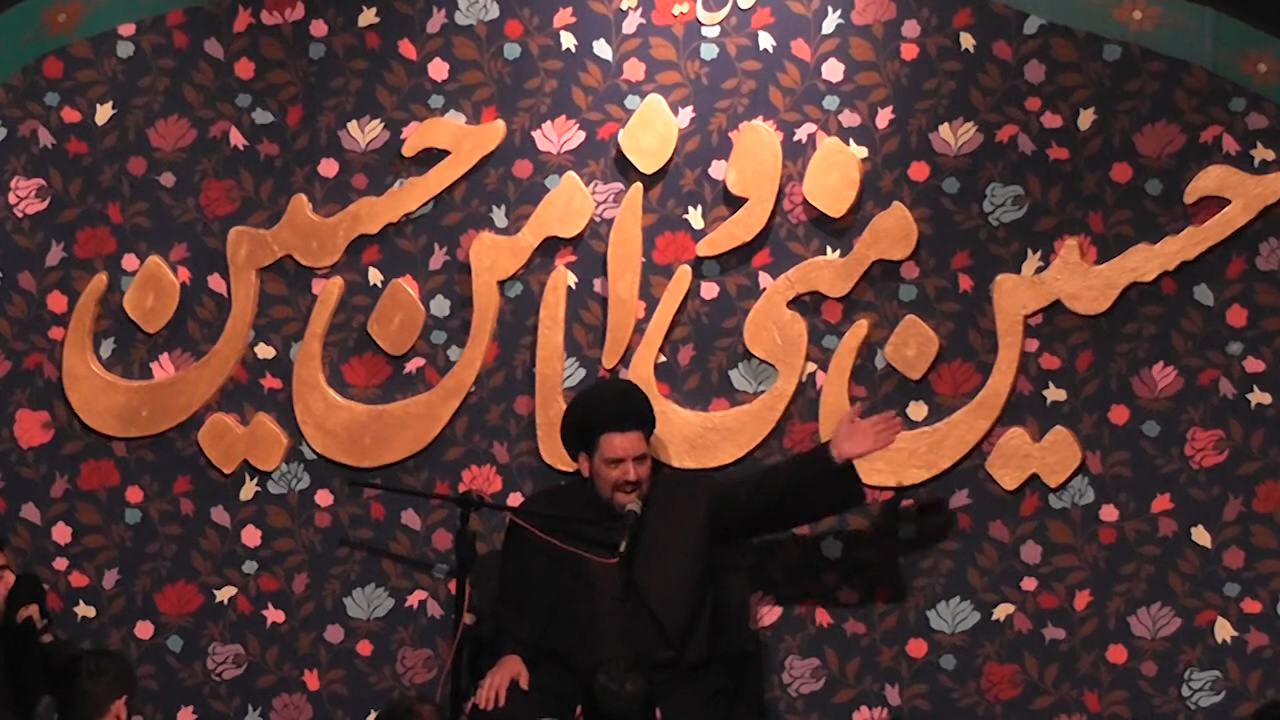 حسین منی و انا من حسین